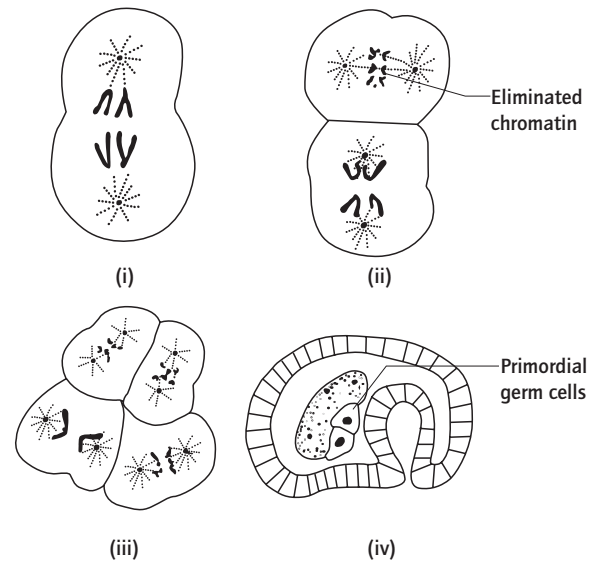 Eliminated
chromatin
(i)
(ii)
Primordial
germ cells
(iii)
(iv)